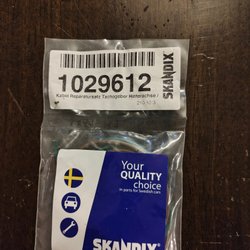 1029612
Kabel Reparatursatz Tachogeber Hinterachse /
SKANDIX
Your
QUALITY
choice
in parts for Swedish cars
SKANDIX